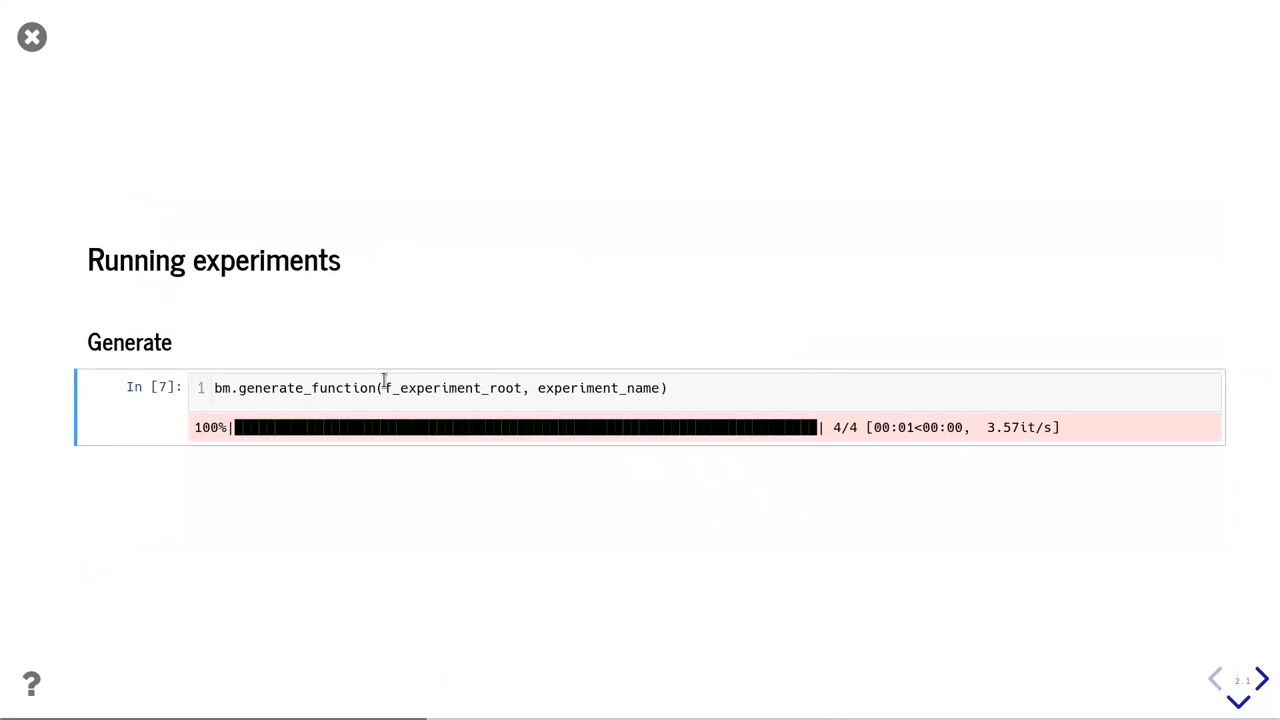 Running experiments
Generate
In [7]: 1 bm.generate_function(f_experiment_root, experiment_name)
100%|██████████| 4/4 [00:01<00:00, 3.57it/s]
?
2.1